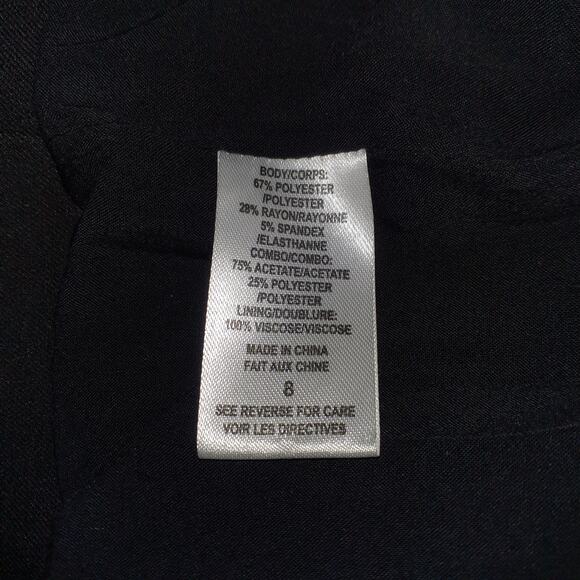 BODY/CORPS:
67% POLYESTER
/POLYESTER
28% RAYON/RAYONNE
5% SPANDEX
/ELASTHANNE
COMBO/COMBO:
75% ACETATE/ACETATE
25% POLYESTER
/POLYESTER
LINING/DOUBLURE:
100% VISCOSE/VISCOSE
MADE IN CHINA
FAIT AUX CHINE
8
SEE REVERSE FOR CARE
VOIR LES DIRECTIVES